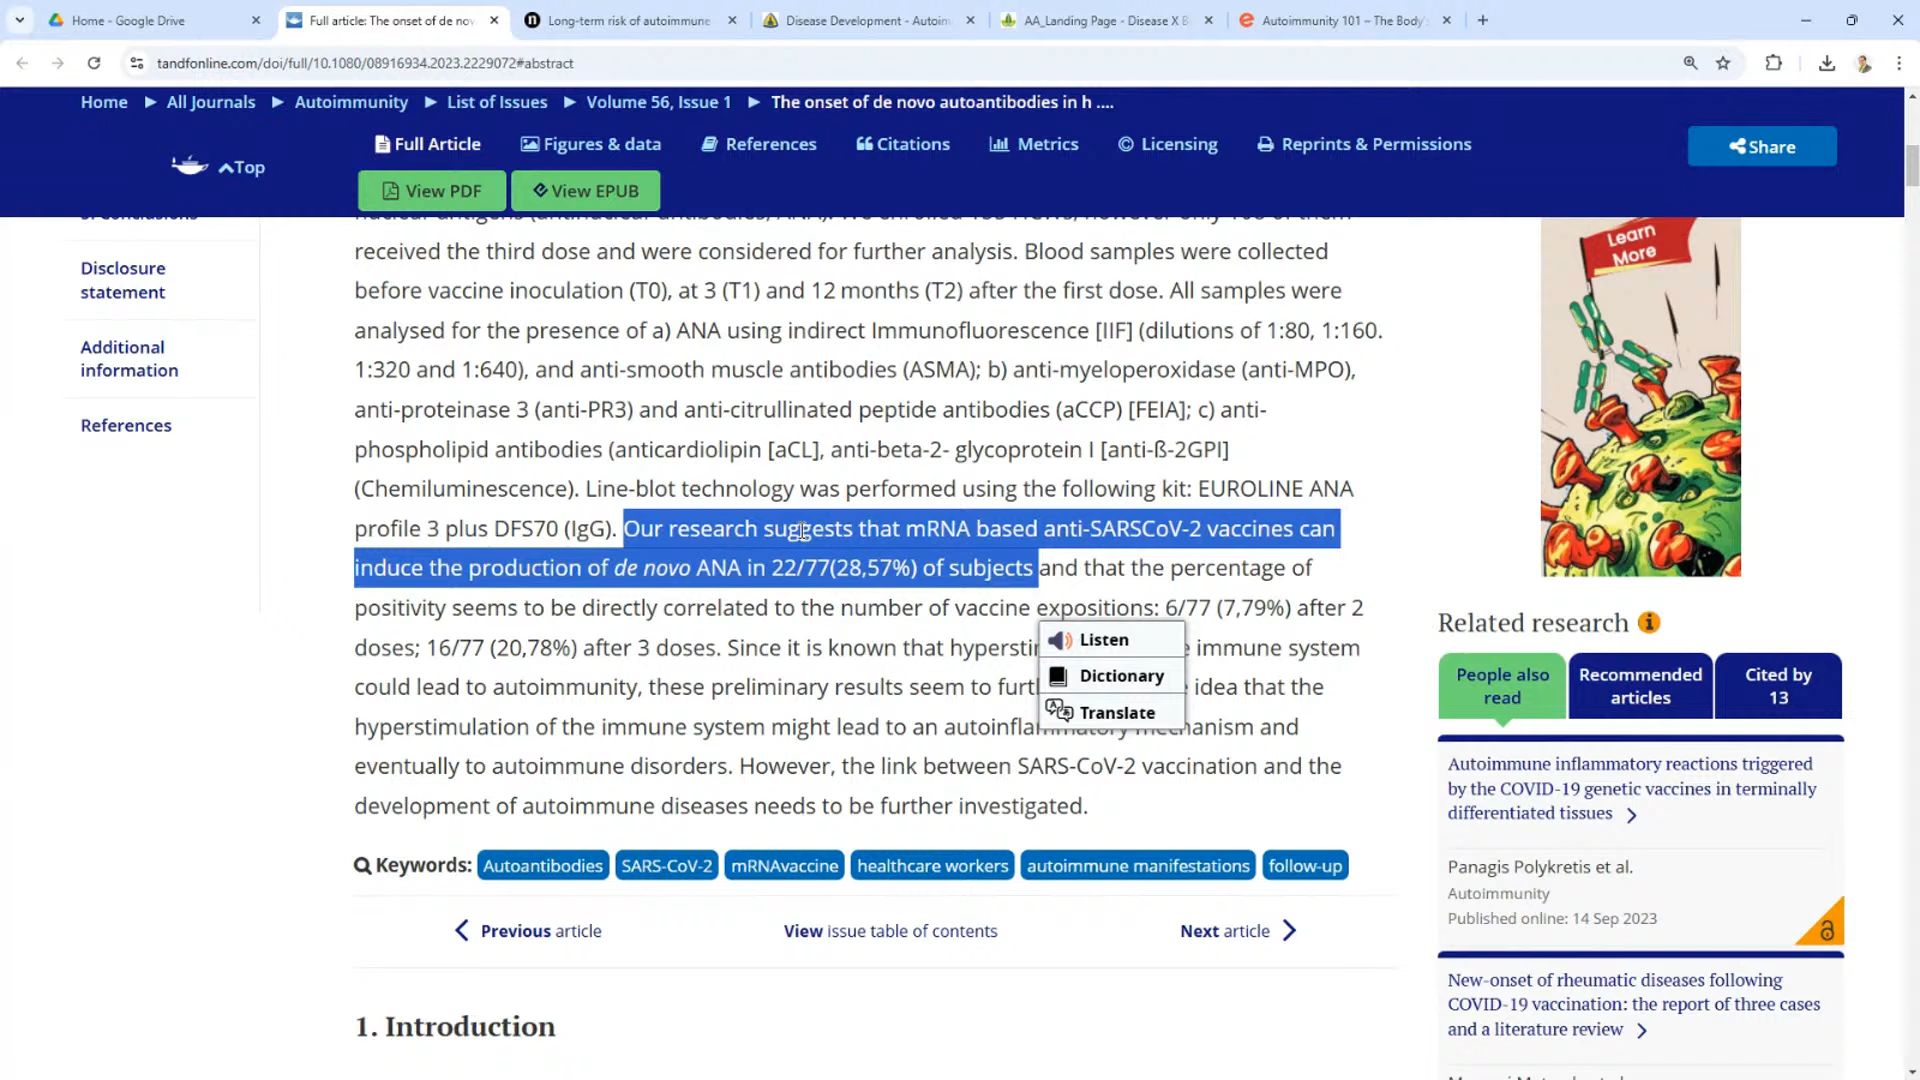 Home - Google Drive
Full article: The onset of de nov
Long-term risk of autoimmune
Disease Development - Autoim
AA_Landing Page - Disease X B
Autoimmunity 101 – The Body's
tandfonline.com/doi/full/10.1080/08916934.2023.2229072#abstract
Home ▶ All Journals ▶ Autoimmunity ▶ List of Issues ▶ Volume 56, Issue 1 ▶ The onset of de novo autoantibodies in h ....
Top
Full Article
Figures & data
References
Citations
Metrics
Licensing
Reprints & Permissions
Share
View PDF
View EPUB
Disclosure
statement
Additional
information
References
received the third dose and were considered for further analysis. Blood samples were collected
before vaccine inoculation (T0), at 3 (T1) and 12 months (T2) after the first dose. All samples were
analysed for the presence of a) ANA using indirect Immunofluorescence [IIF] (dilutions of 1:80, 1:160.
1:320 and 1:640), and anti-smooth muscle antibodies (ASMA); b) anti-myeloperoxidase (anti-MPO),
anti-proteinase 3 (anti-PR3) and anti-citrullinated peptide antibodies (aCCP) [FEIA]; c) anti-
phospholipid antibodies (anticardiolipin [aCL], anti-beta-2- glycoprotein I [anti-ß-2GPI]
(Chemiluminescence). Line-blot technology was performed using the following kit: EUROLINE ANA
profile 3 plus DFS70 (IgG). Our research suggests that mRNA based anti-SARSCoV-2 vaccines can
induce the production of de novo ANA in 22/77(28,57%) of subjects and that the percentage of
positivity seems to be directly correlated to the number of vaccine expositions: 6/77 (7,79%) after 2
doses; 16/77 (20,78%) after 3 doses. Since it is known that hypersti immune system
could lead to autoimmunity, these preliminary results seem to furt idea that the
hyperstimulation of the immune system might lead to an autoinflammatory mechanism and
eventually to autoimmune disorders. However, the link between SARS-CoV-2 vaccination and the
development of autoimmune diseases needs to be further investigated.
Listen
Dictionary
Translate
Keywords: Autoantibodies SARS-CoV-2 mRNAvaccine healthcare workers autoimmune manifestations follow-up
Previous article
View issue table of contents
Next article
1. Introduction
Learn
More
Related research
People also
read
Recommended
articles
Cited by
13
Autoimmune inflammatory reactions triggered
by the COVID-19 genetic vaccines in terminally
differentiated tissues
Panagis Polykretis et al.
Autoimmunity
Published online: 14 Sep 2023
New-onset of rheumatic diseases following
COVID-19 vaccination: the report of three cases
and a literature review